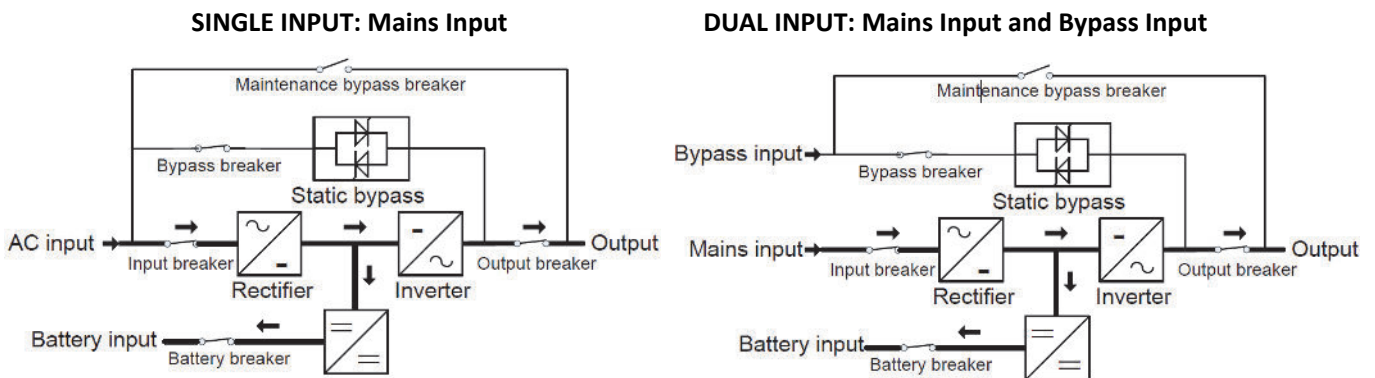 SINGLE INPUT: Mains Input
Maintenance bypass breaker
Bypass breaker
Static bypass
AC input
Input breaker
Rectifier
Inverter
Output breaker
Output
Battery input
Battery breaker
DUAL INPUT: Mains Input and Bypass Input
Maintenance bypass breaker
Bypass input
Bypass breaker
Static bypass
Mains input
Input breaker
Rectifier
Inverter
Output breaker
Output
Battery input
Battery breaker